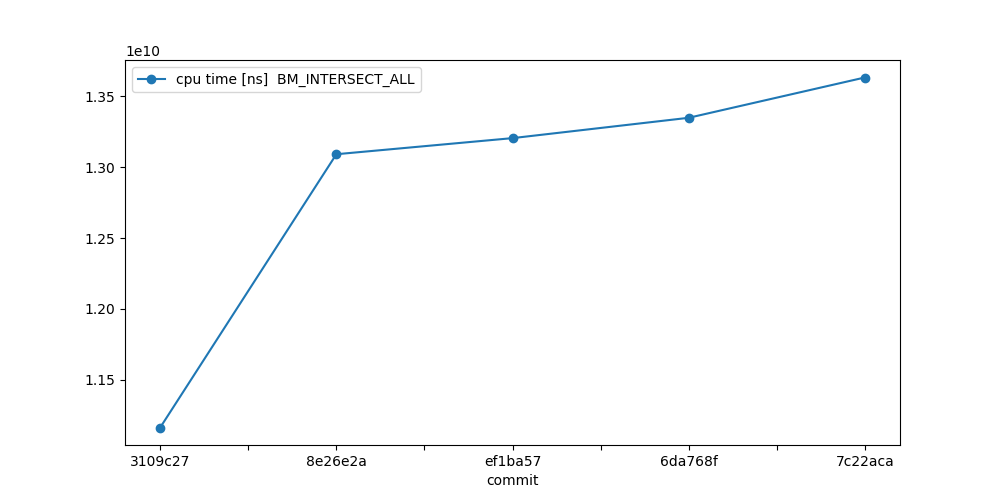 1e10
cpu time [ns]  BM_INTERSECT_ALL
1.35
1.30
1.25
1.20
1.15
3109c27
8e26e2a
ef1ba57
6da768f
7c22aca
commit